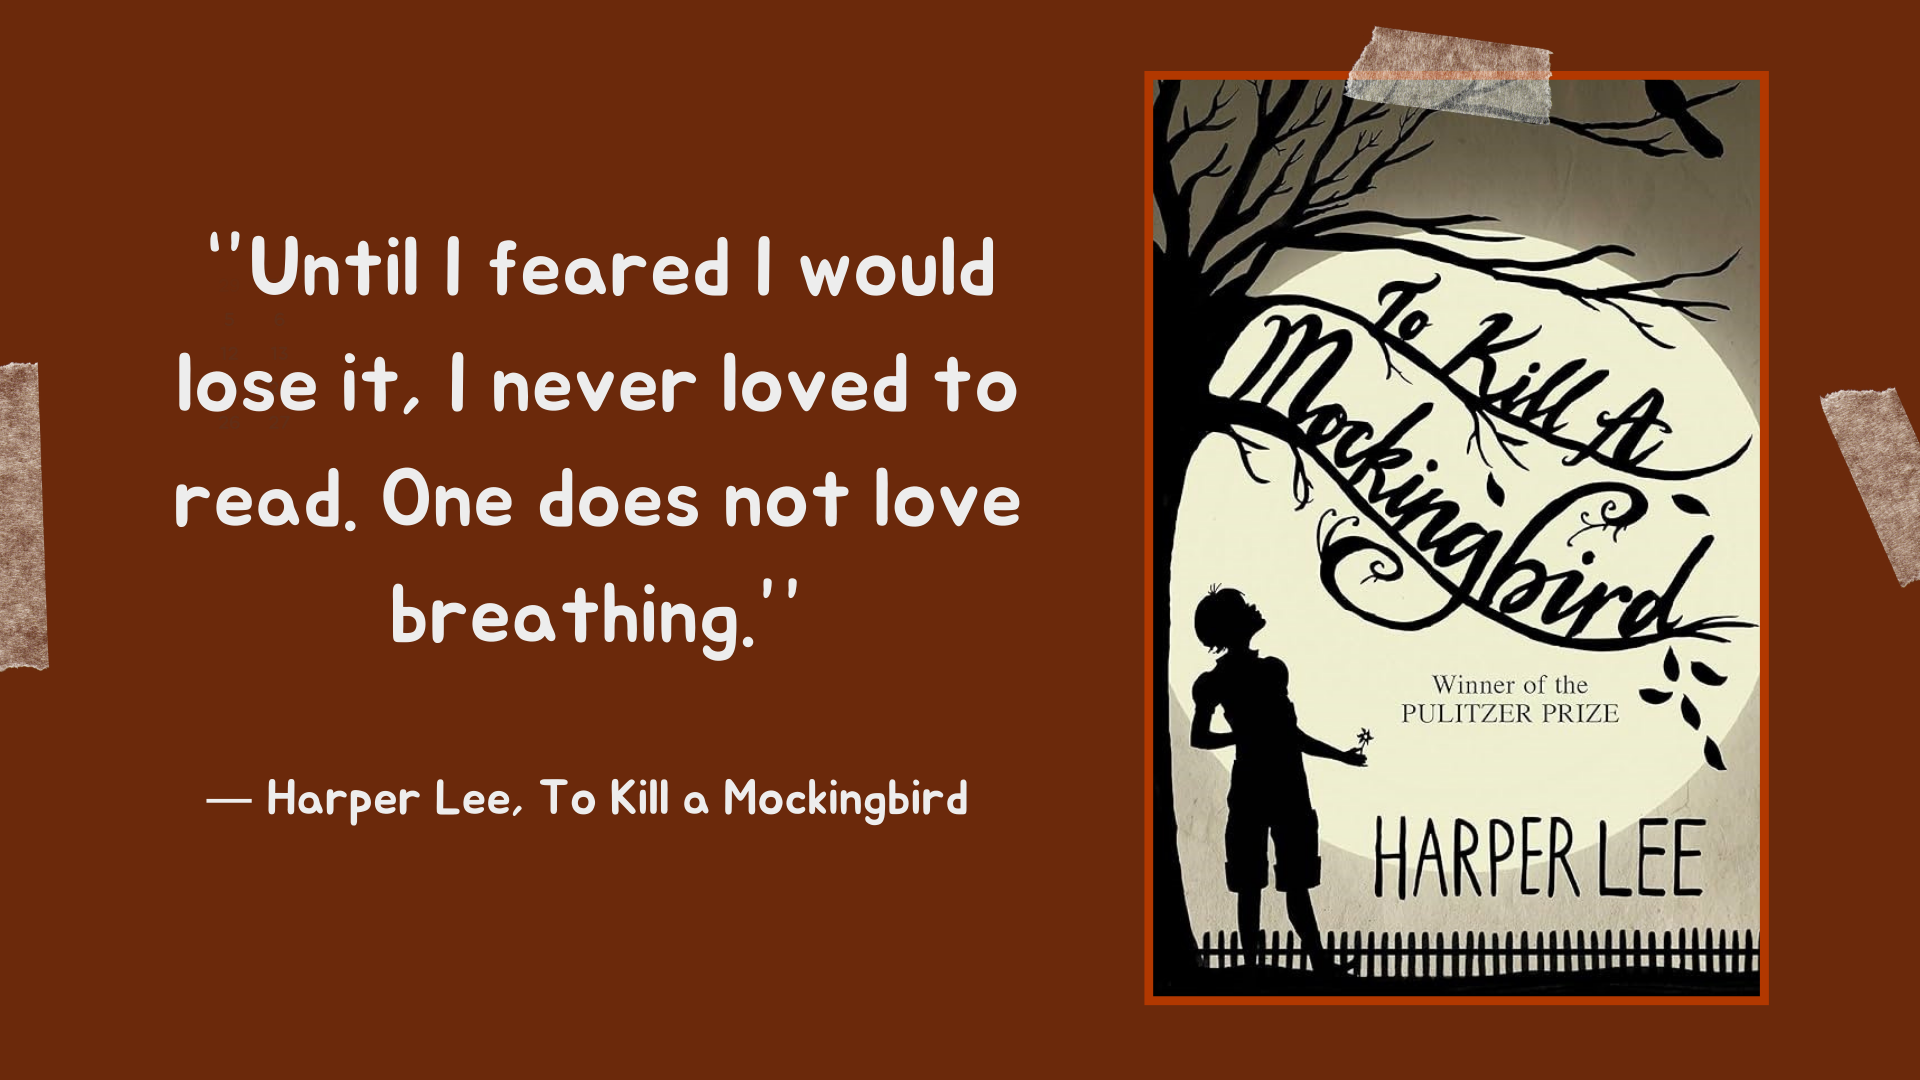 ''Until I feared I would
lose it, I never loved to
read. One does not love
breathing.''
— Harper Lee, To Kill a Mockingbird
To Kill A
Mockingbird
Winner of the
PULITZER PRIZE
HARPER LEE